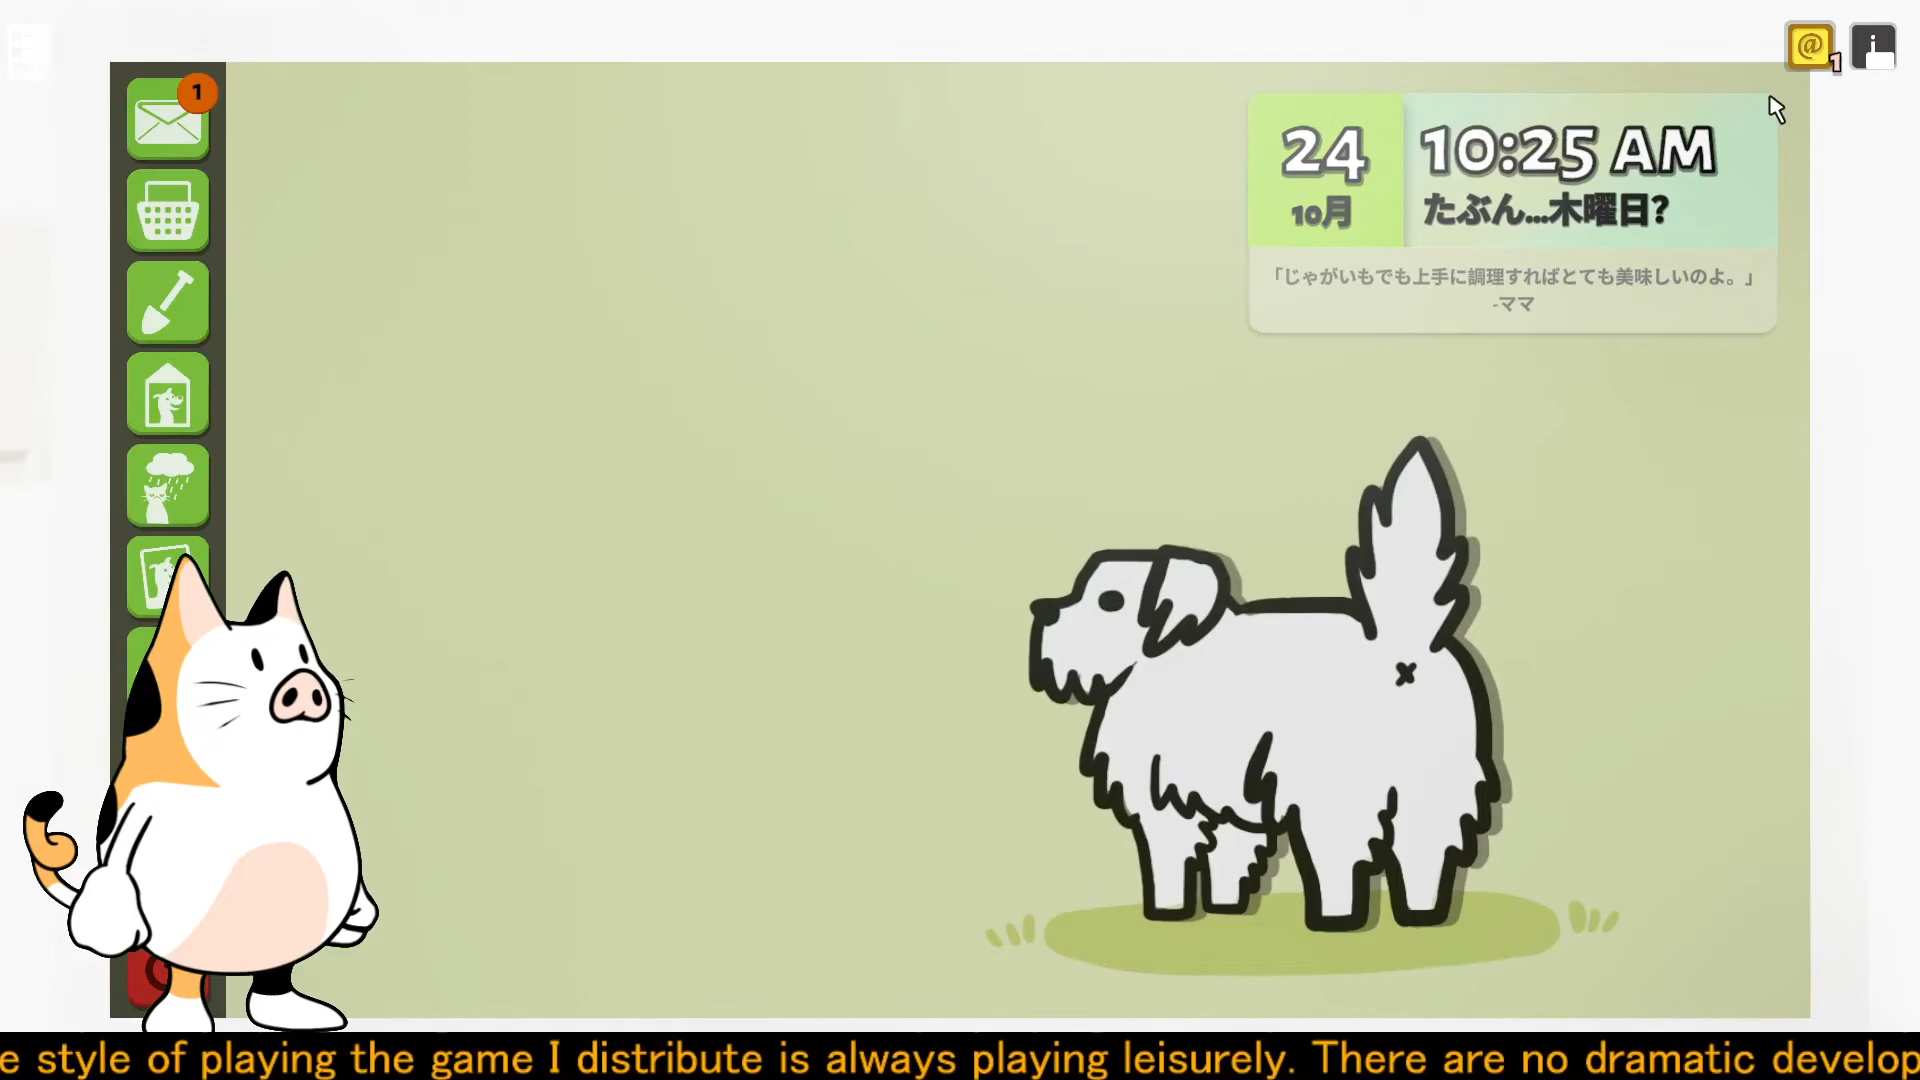 1
@
1
i
24
10月
10:25 AM
たぶん...木曜日?
「じゃがいもでも上手に調理すればとても美味しいのよ。」
-ママ
e style of playing the game I distribute is always playing leisurely. There are no dramatic develop